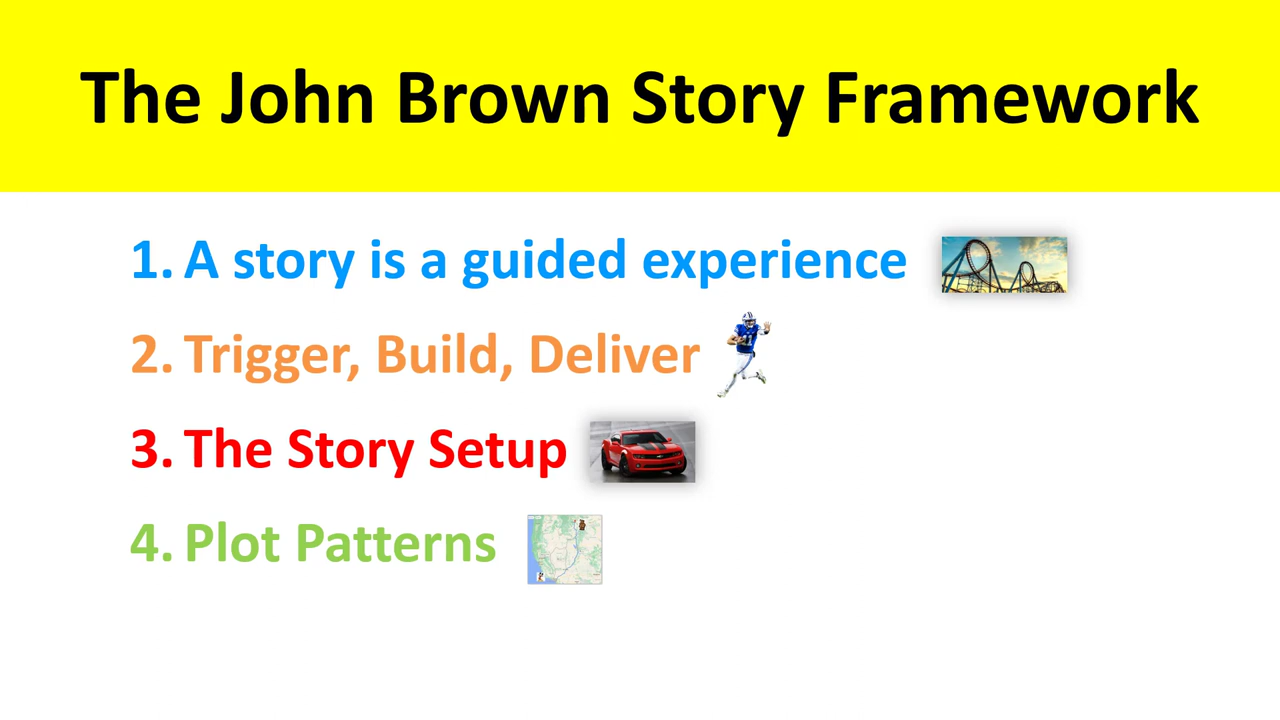 The John Brown Story Framework
1. A story is a guided experience
2. Trigger, Build, Deliver
3. The Story Setup
4. Plot Patterns